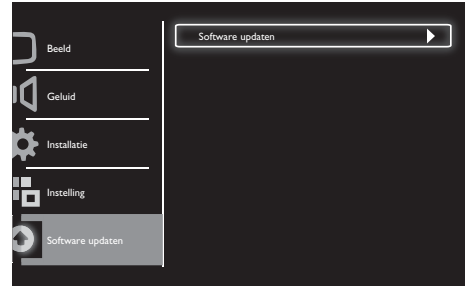 Beeld
Geluid
Installatie
Instelling
Software updaten
Software updaten